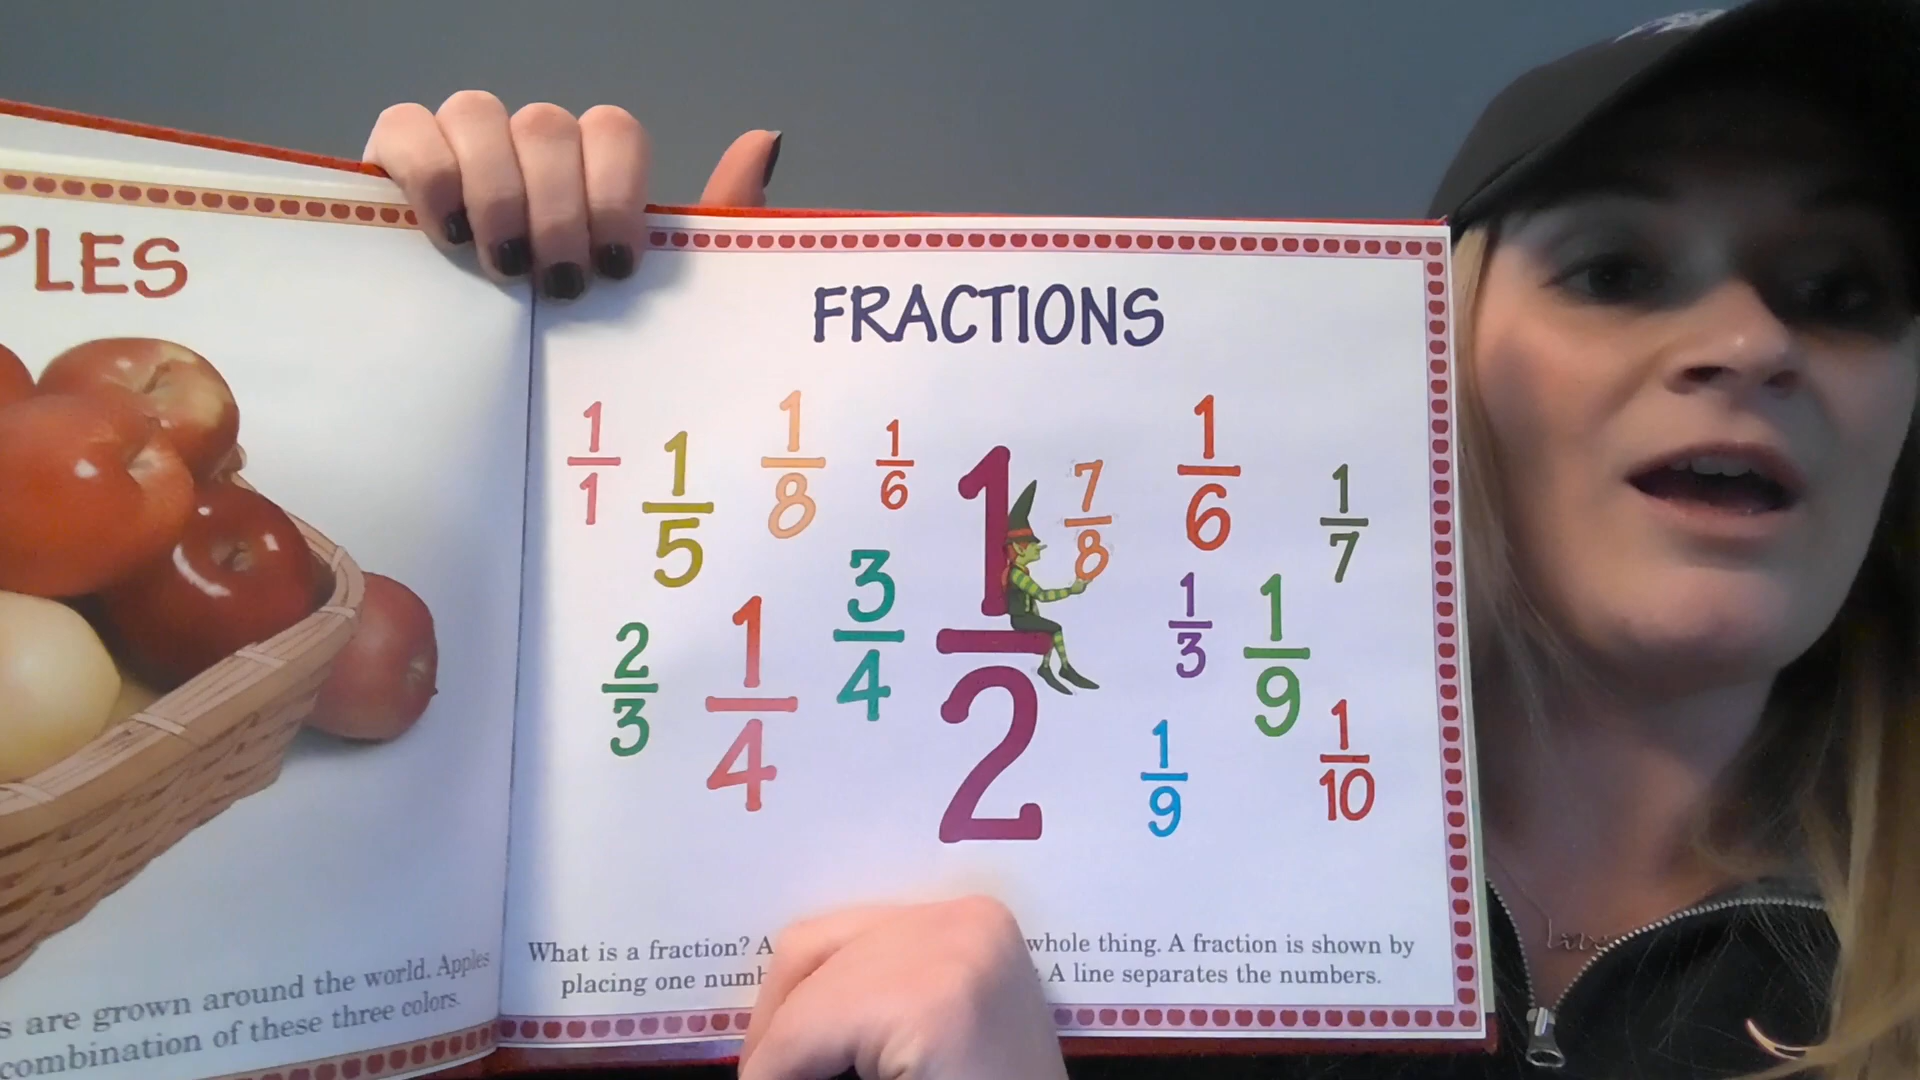 PLES
are grown around the world. Apples
combination of these three colors.
FRACTIONS
1/1
1/5
1/8
1/6
1/2
7/8
1/6
1/7
2/3
1/4
3/4
1/3
1/9
1/9
1/10
What is a fraction? A whole thing. A fraction is shown by
placing one A line separates the numbers.